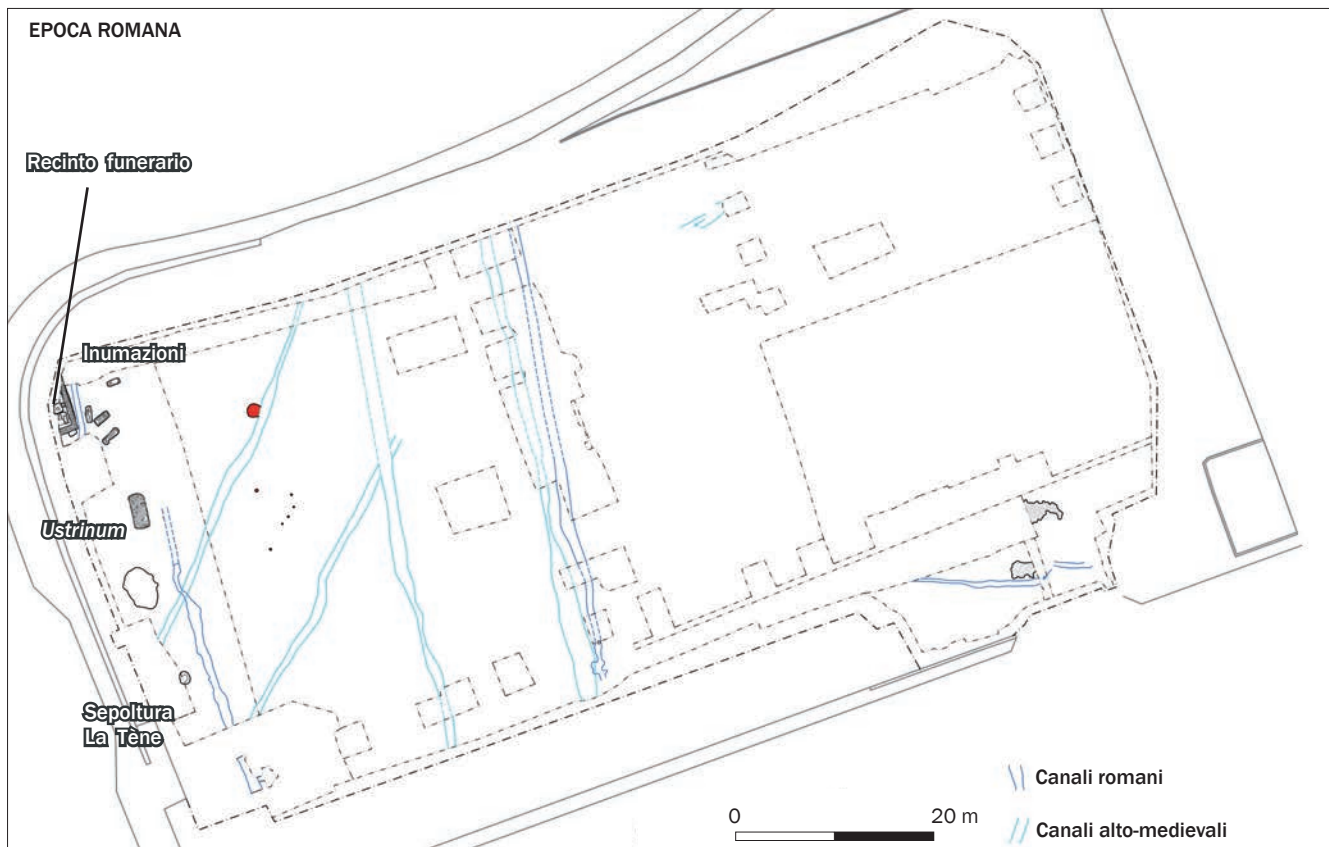 EPOCA ROMANA
Recinto funerario
Inumazioni
Ustrinum
Sepoltura
La Tène
0 20 m
Canali romani
Canali alto-medievali